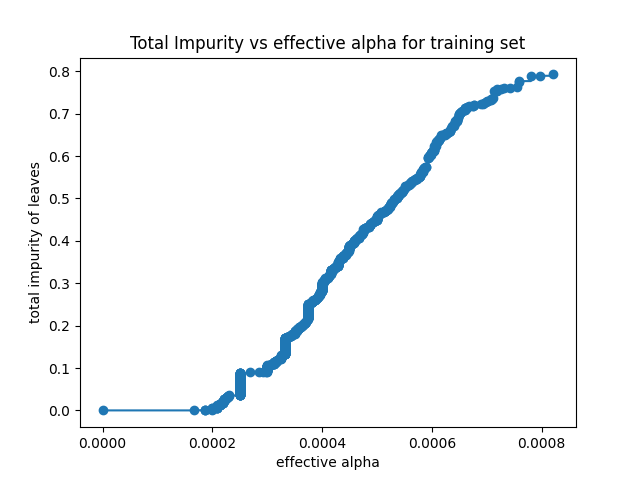 Total Impurity vs effective alpha for training set
0.8
0.7
0.6
0.5
0.4
0.3
0.2
0.1
0.0
total impurity of leaves
0.0000 0.0002 0.0004 0.0006 0.0008
effective alpha